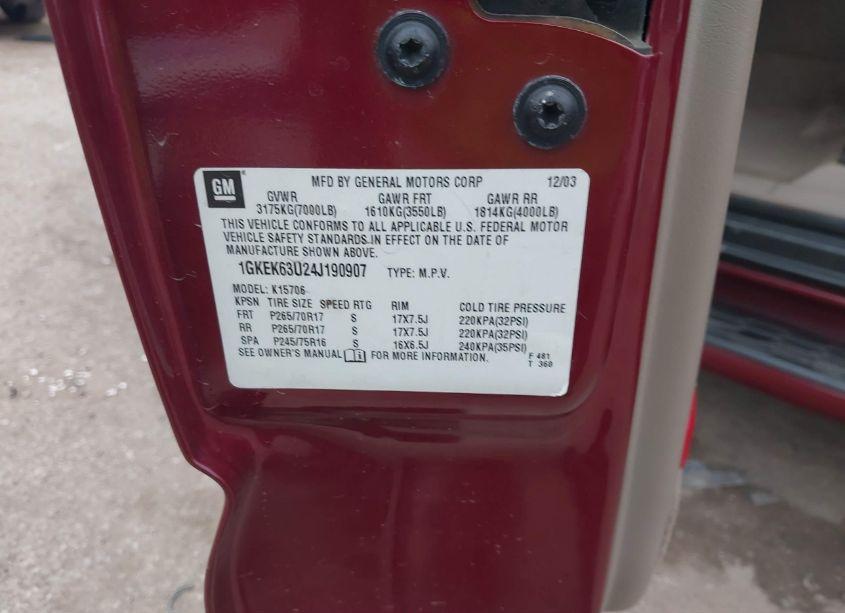 GM
MFD BY GENERAL MOTORS CORP 12/03
GVWR GAWR FRT GAWR RR
3175KG(7000LB) 1610KG(3550LB) 1814KG(4000LB)
THIS VEHICLE CONFORMS TO ALL APPLICABLE U.S. FEDERAL MOTOR
VEHICLE SAFETY STANDARDS IN EFFECT ON THE DATE OF
MANUFACTURE SHOWN ABOVE.
1GKEK63U24J190907 TYPE: M.P.V.
MODEL: K15706
KPSN TIRE SIZE SPEED RTG RIM COLD TIRE PRESSURE
FRT P265/70R17 S 17X7.5J 220KPA(32PSI)
RR P265/70R17 S 17X7.5J 220KPA(32PSI)
SPA P245/75R16 S 16X6.5J 240KPA(35PSI)
SEE OWNER'S MANUAL FOR MORE INFORMATION.
F 481
T 360